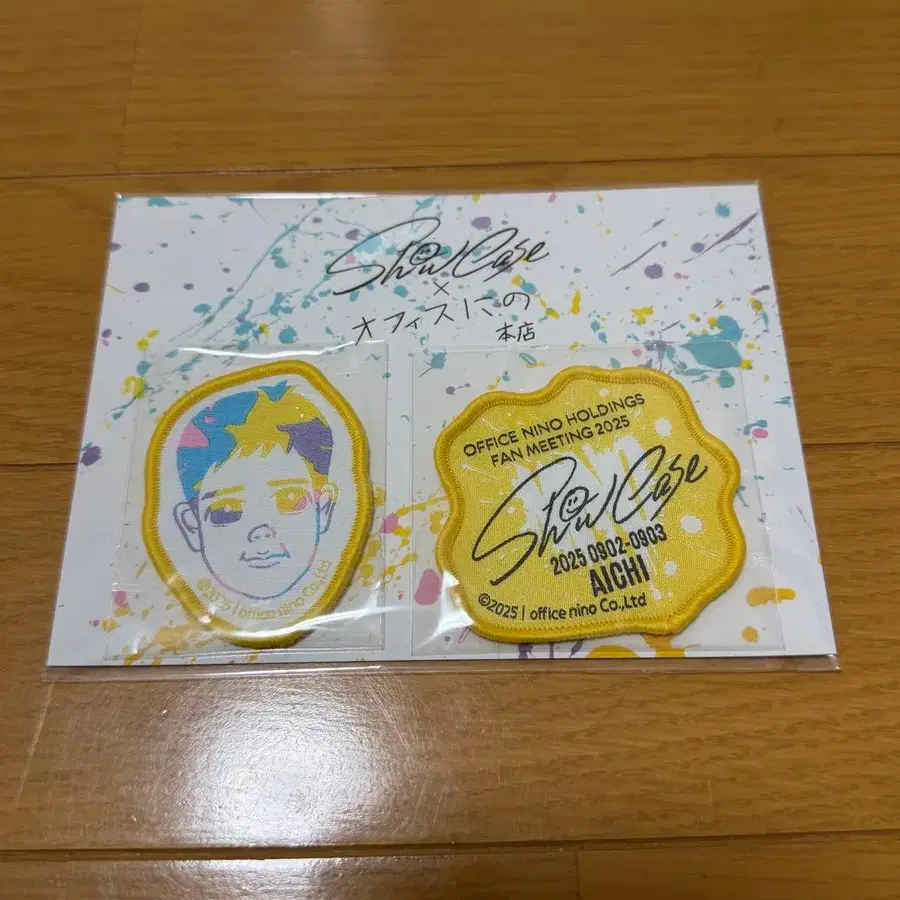 ShowCase
×
オフィスにの
本店
©2025 | office nino Co.,Ltd
OFFICE NINO HOLDINGS
FAN MEETING 2025
ShowCase
2025 0902-0903
AICHI
©2025 | office nino Co.,Ltd